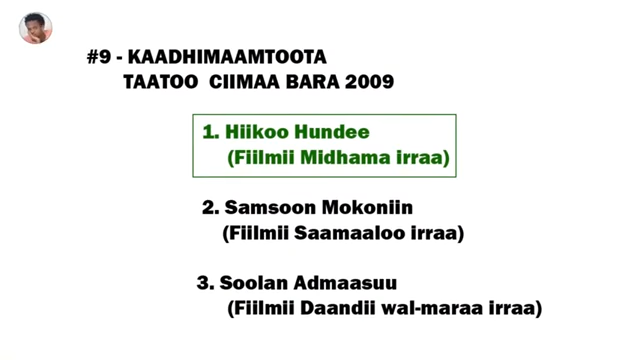 #9 - KAADHIMAAMTOOTA
TAATOO CIIMAA BARA 2009
1. Hiikoo Hundee
(Fiilmii Midhama irraa)
2. Samsoon Mokoniin
(Fiilmii Saamaaloo irraa)
3. Soolan Admaasuu
(Fiilmii Daandii wal-maraa irraa)